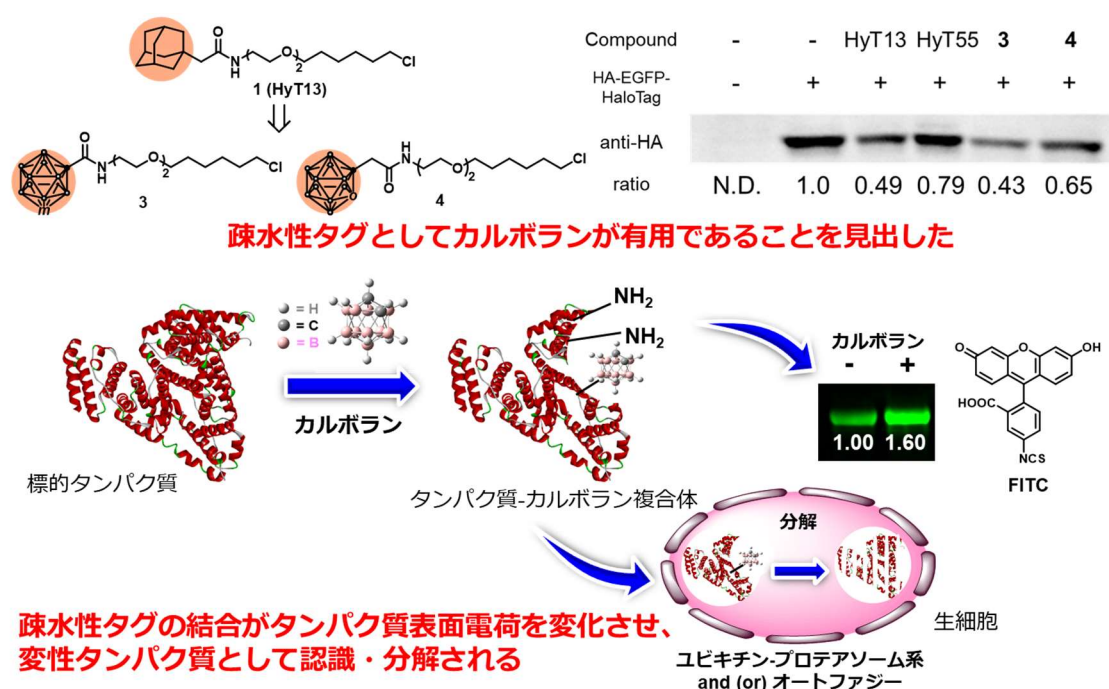 O
N
H
O
2
Cl
1 (HyT13)
O
N
H
O
2
Cl
m
3
O
N
H
O
2
Cl
o
4
Compound - - HyT13 HyT55 3 4
HA-EGFP-
HaloTag
- + + + + +
anti-HA
ratio N.D. 1.0 0.49 0.79 0.43 0.65
疎水性タグとしてカルボランが有用であることを見出した
= H
= C
= B
カルボラン
標的タンパク質
NH2
NH2
タンパク質-カルボラン複合体
カルボラン
- +
1.00 1.60
O
O
OH
HOOC
NCS
FITC
分解
生細胞
ユビキチン-プロテアソーム系
and (or) オートファジー
疎水性タグの結合がタンパク質表面電荷を変化させ、
変性タンパク質として認識・分解される